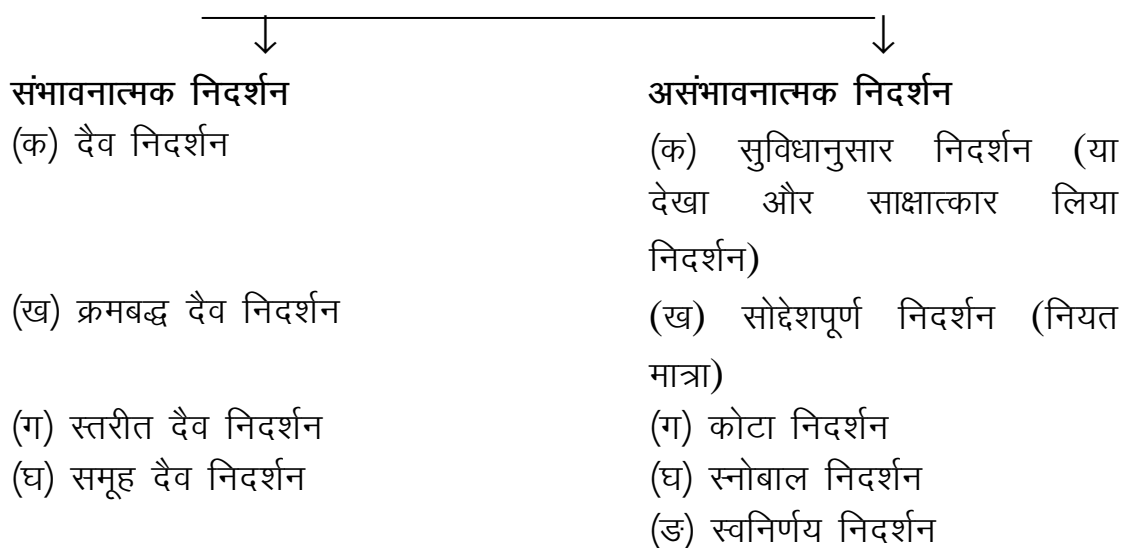 संभावनात्मक निदर्शन
(क) दैव निदर्शन
(ख) क्रमबद्ध दैव निदर्शन
(ग) स्तरीत दैव निदर्शन
(घ) समूह दैव निदर्शन
असंभावनात्मक निदर्शन
(क) सुविधानुसार निदर्शन (या
देखा और साक्षात्कार लिया
निदर्शन)
(ख) सोद्देशपूर्ण निदर्शन (नियत
मात्रा)
(ग) कोटा निदर्शन
(घ) स्नोबाल निदर्शन
(ङ) स्वनिर्णय निदर्शन